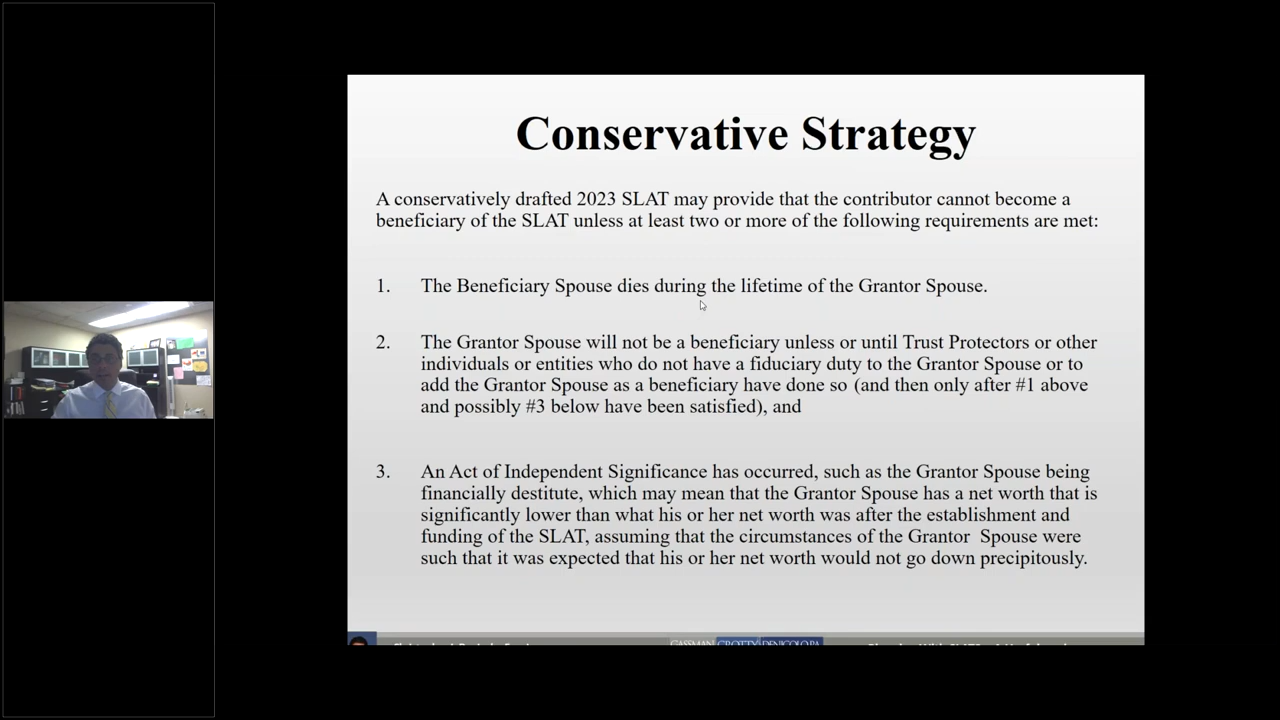 Conservative Strategy
A conservatively drafted 2023 SLAT may provide that the contributor cannot become a
beneficiary of the SLAT unless at least two or more of the following requirements are met:
1. The Beneficiary Spouse dies during the lifetime of the Grantor Spouse.
2. The Grantor Spouse will not be a beneficiary unless or until Trust Protectors or other
individuals or entities who do not have a fiduciary duty to the Grantor Spouse or to
add the Grantor Spouse as a beneficiary have done so (and then only after #1 above
and possibly #3 below have been satisfied), and
3. An Act of Independent Significance has occurred, such as the Grantor Spouse being
financially destitute, which may mean that the Grantor Spouse has a net worth that is
significantly lower than what his or her net worth was after the establishment and
funding of the SLAT, assuming that the circumstances of the Grantor Spouse were
such that it was expected that his or her net worth would not go down precipitously.
GASSMAN CROTTY DENICOLO PA